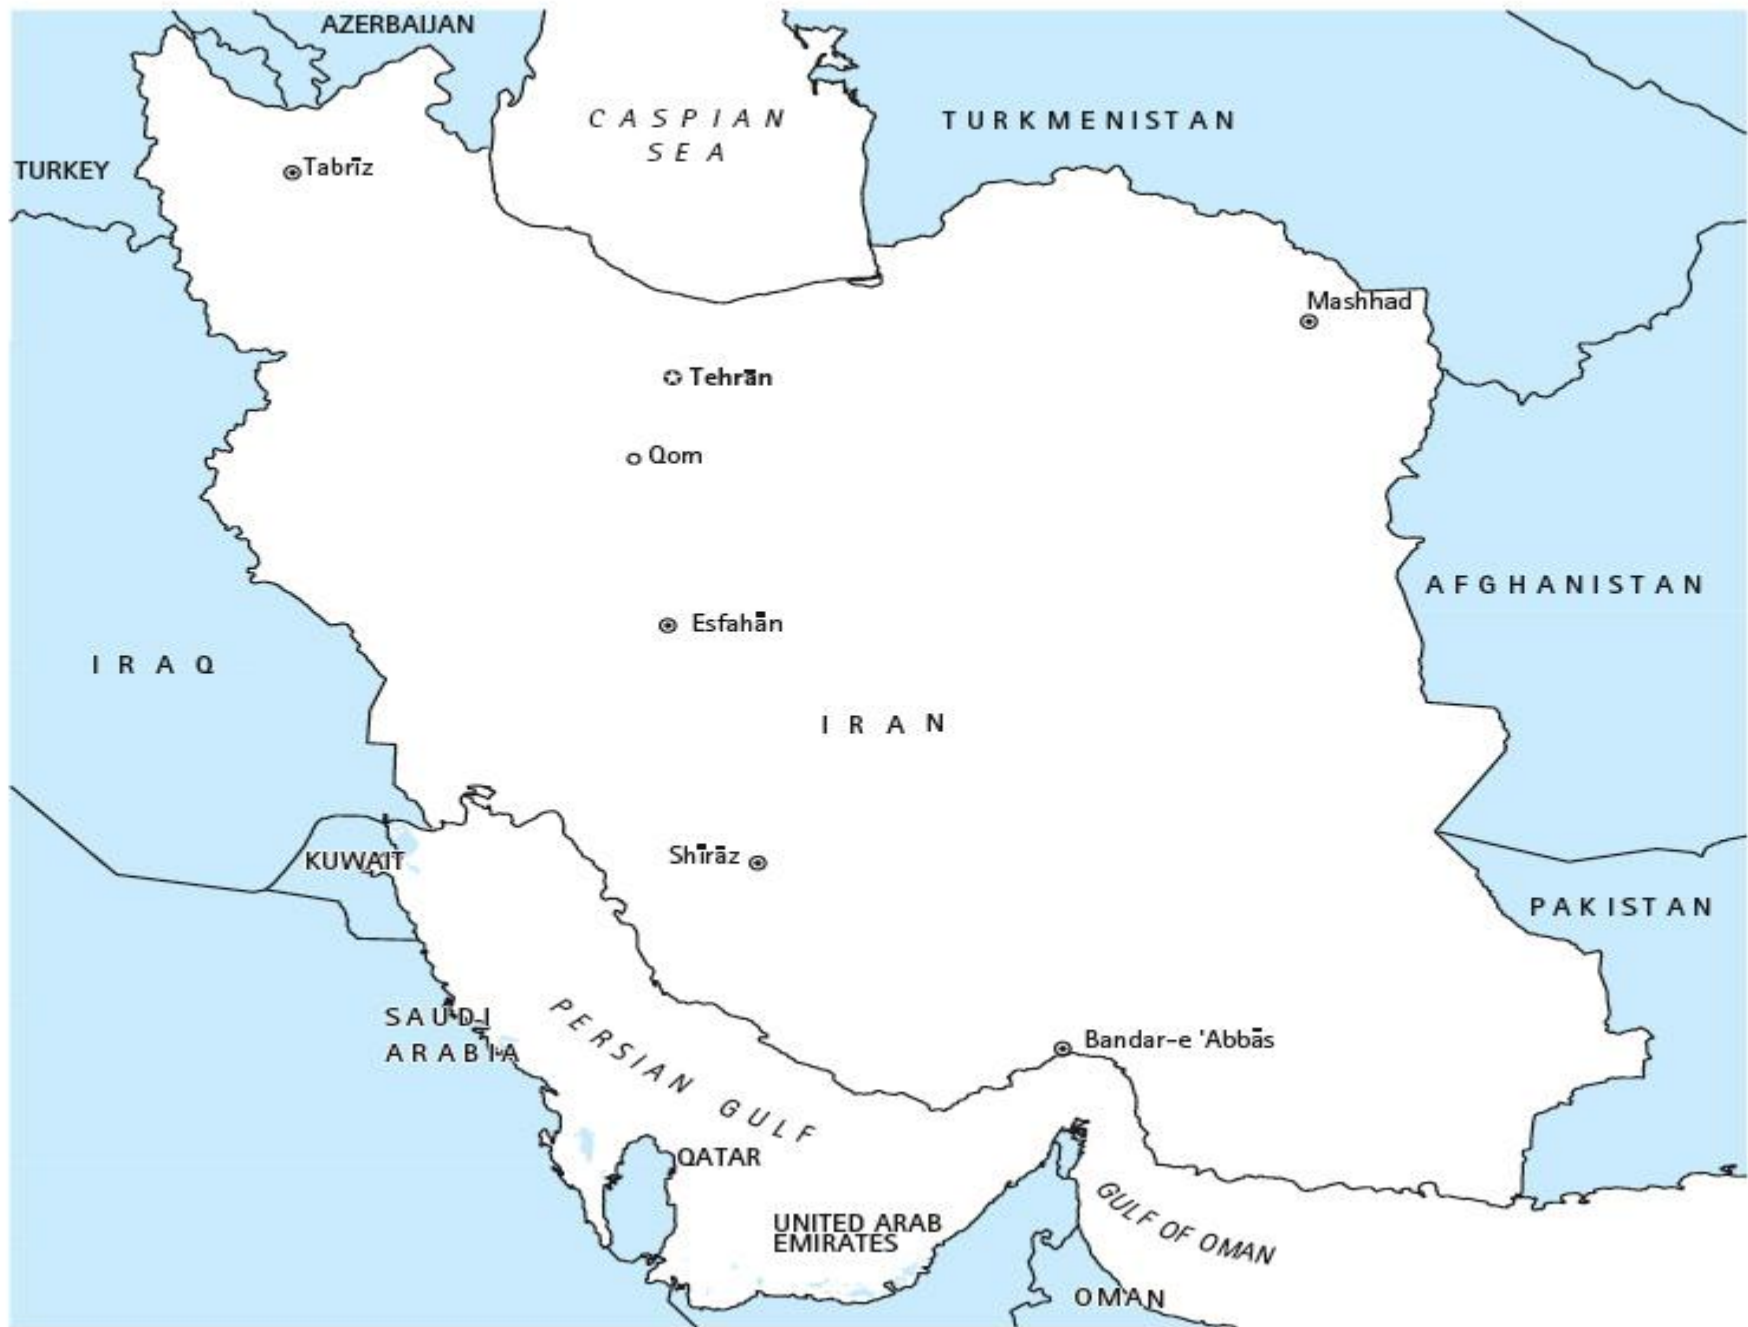 AZERBAIJAN
CASPIAN
SEA
TURKMENISTAN
TURKEY
Tabrīz
Mashhad
Tehrān
Qom
AFGHANISTAN
Esfahān
IRAQ
IRAN
KUWAIT
Shīrāz
PAKISTAN
SAUDI
ARABIA
PERSIAN GULF
Bandar-e 'Abbās
QATAR
UNITED ARAB
EMIRATES
GULF OF OMAN
OMAN